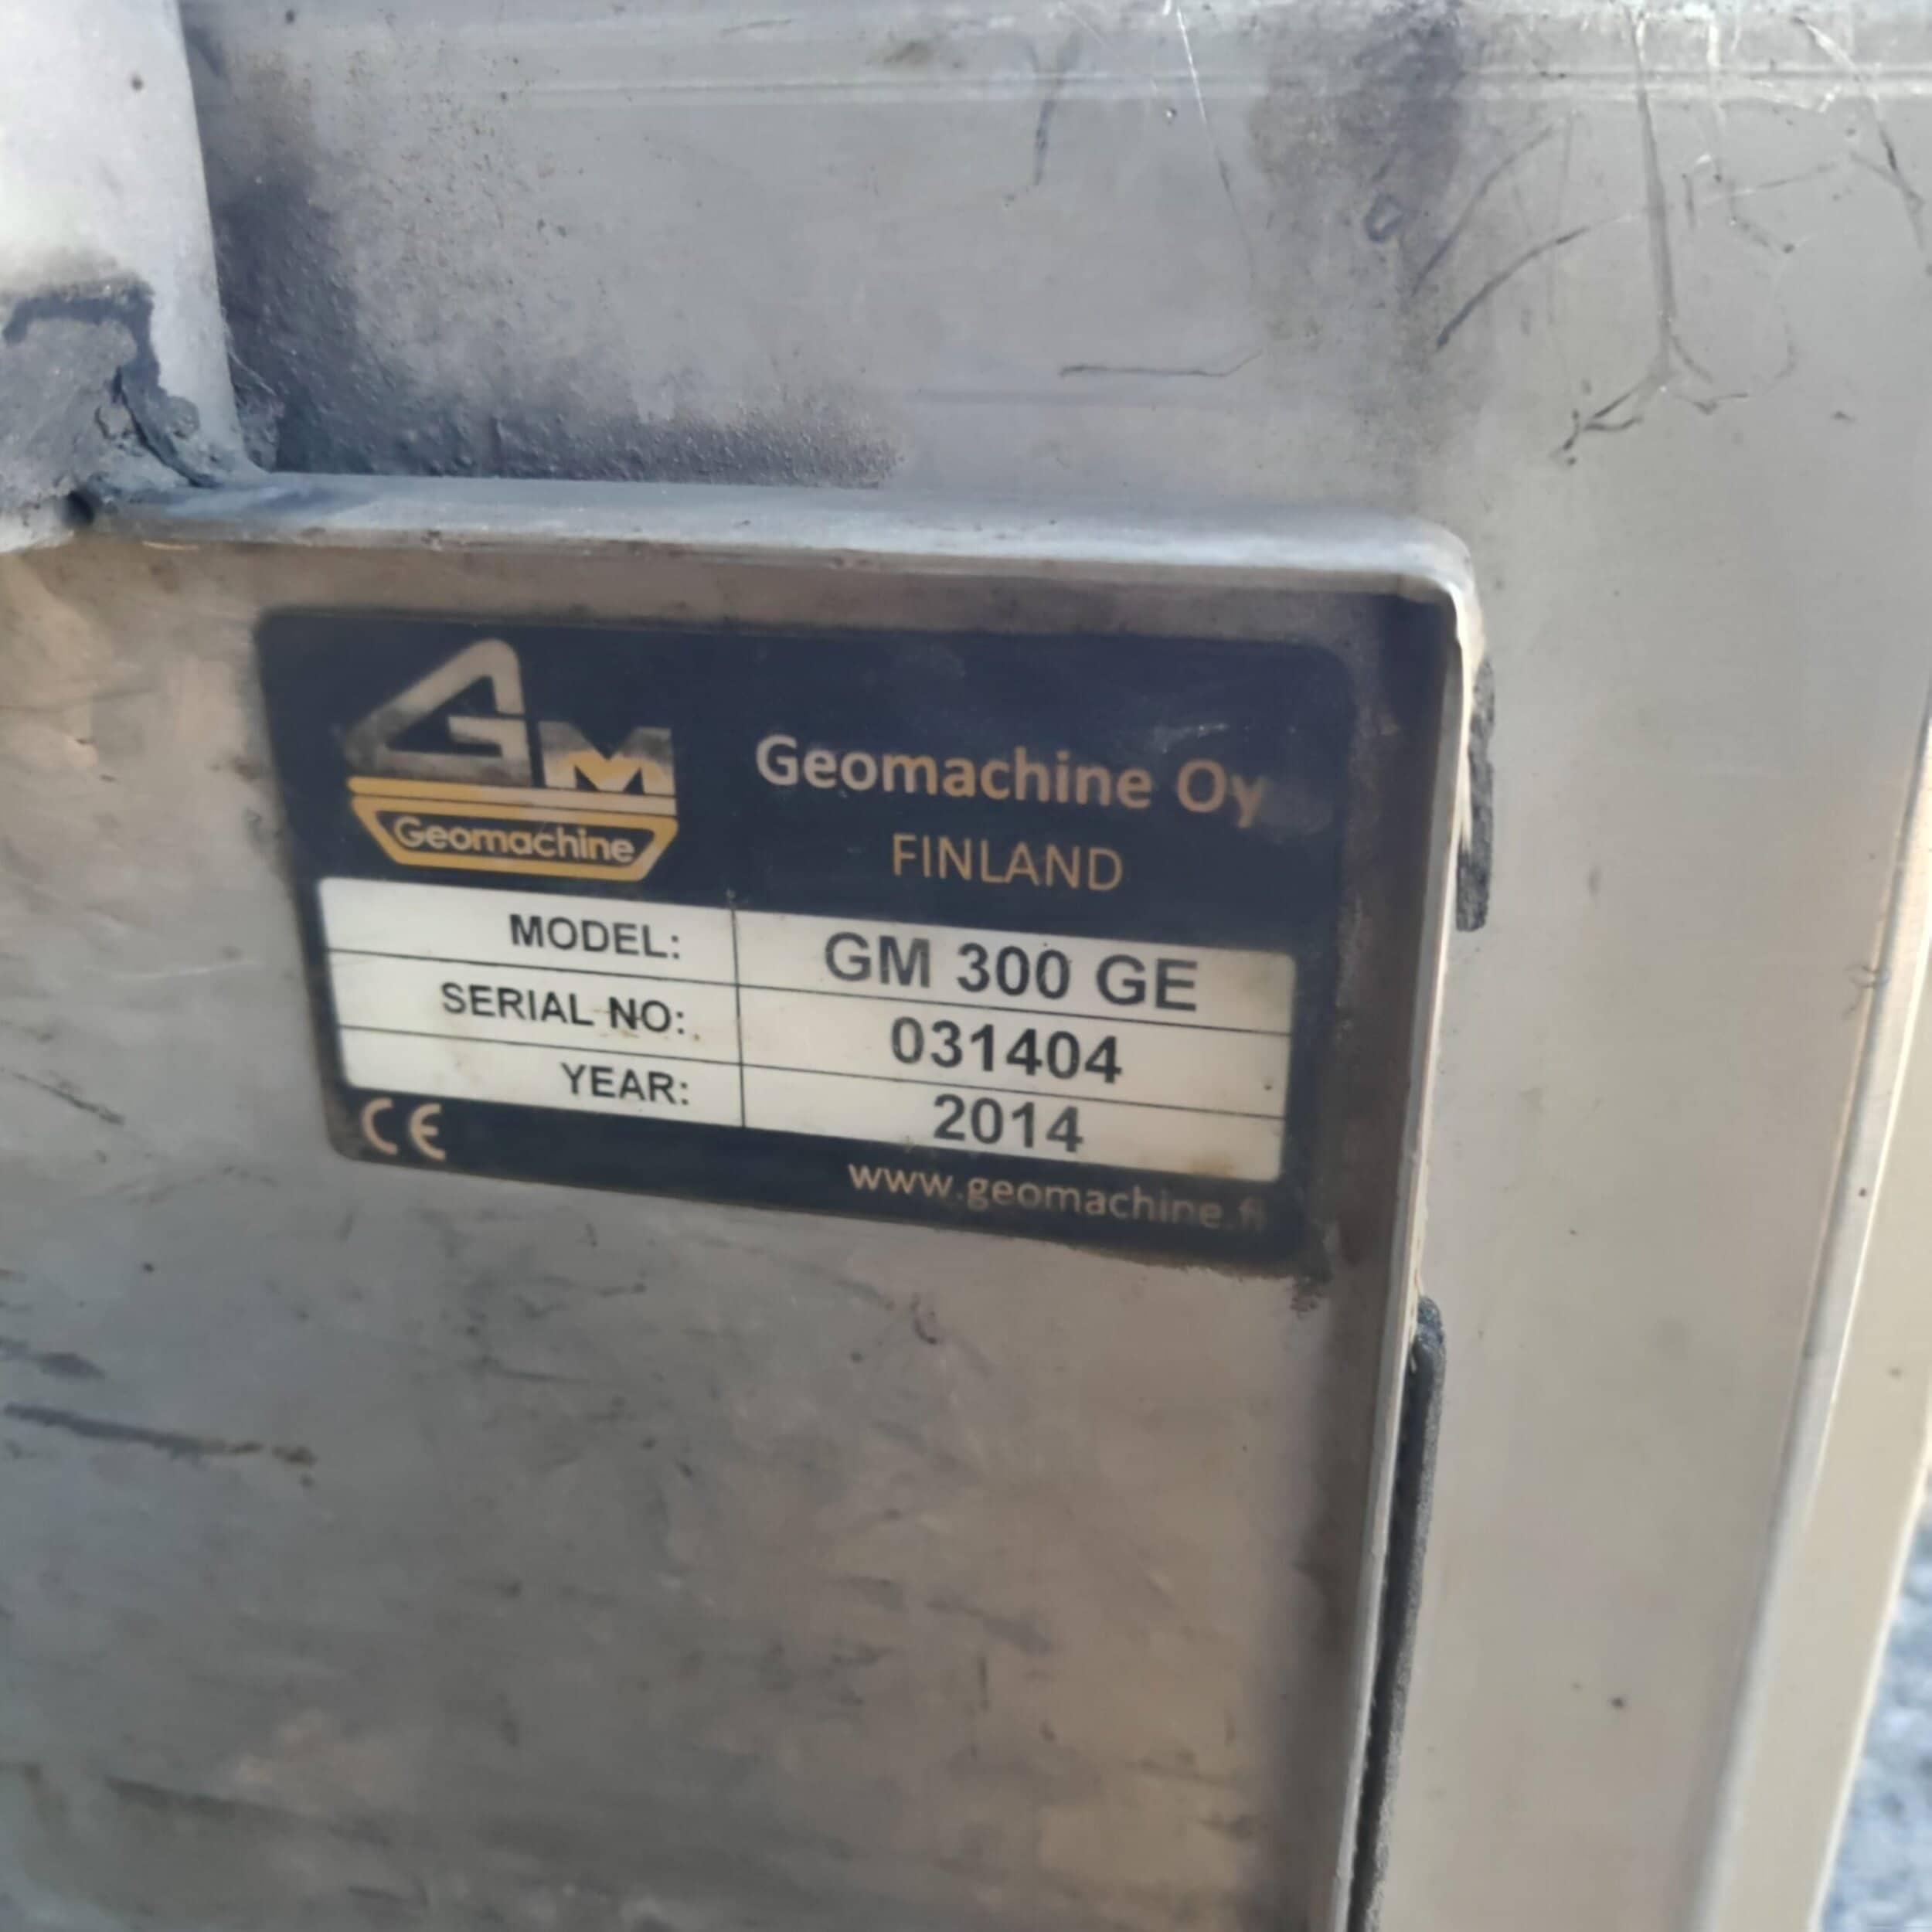 GM
Geomachine
Geomachine Oy
FINLAND
MODEL: GM 300 GE
SERIAL NO: 031404
YEAR: 2014
CE
www.geomachine.fi